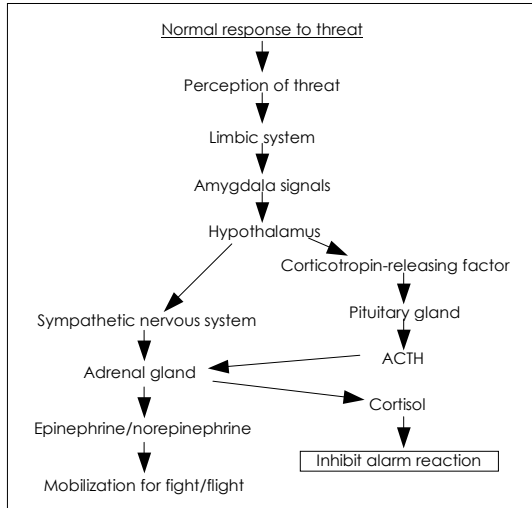 Normal response to threat
Perception of threat
Limbic system
Amygdala signals
Hypothalamus
Corticotropin-releasing factor
Sympathetic nervous system
Pituitary gland
Adrenal gland
ACTH
Cortisol
Epinephrine/norepinephrine
Inhibit alarm reaction
Mobilization for fight/flight